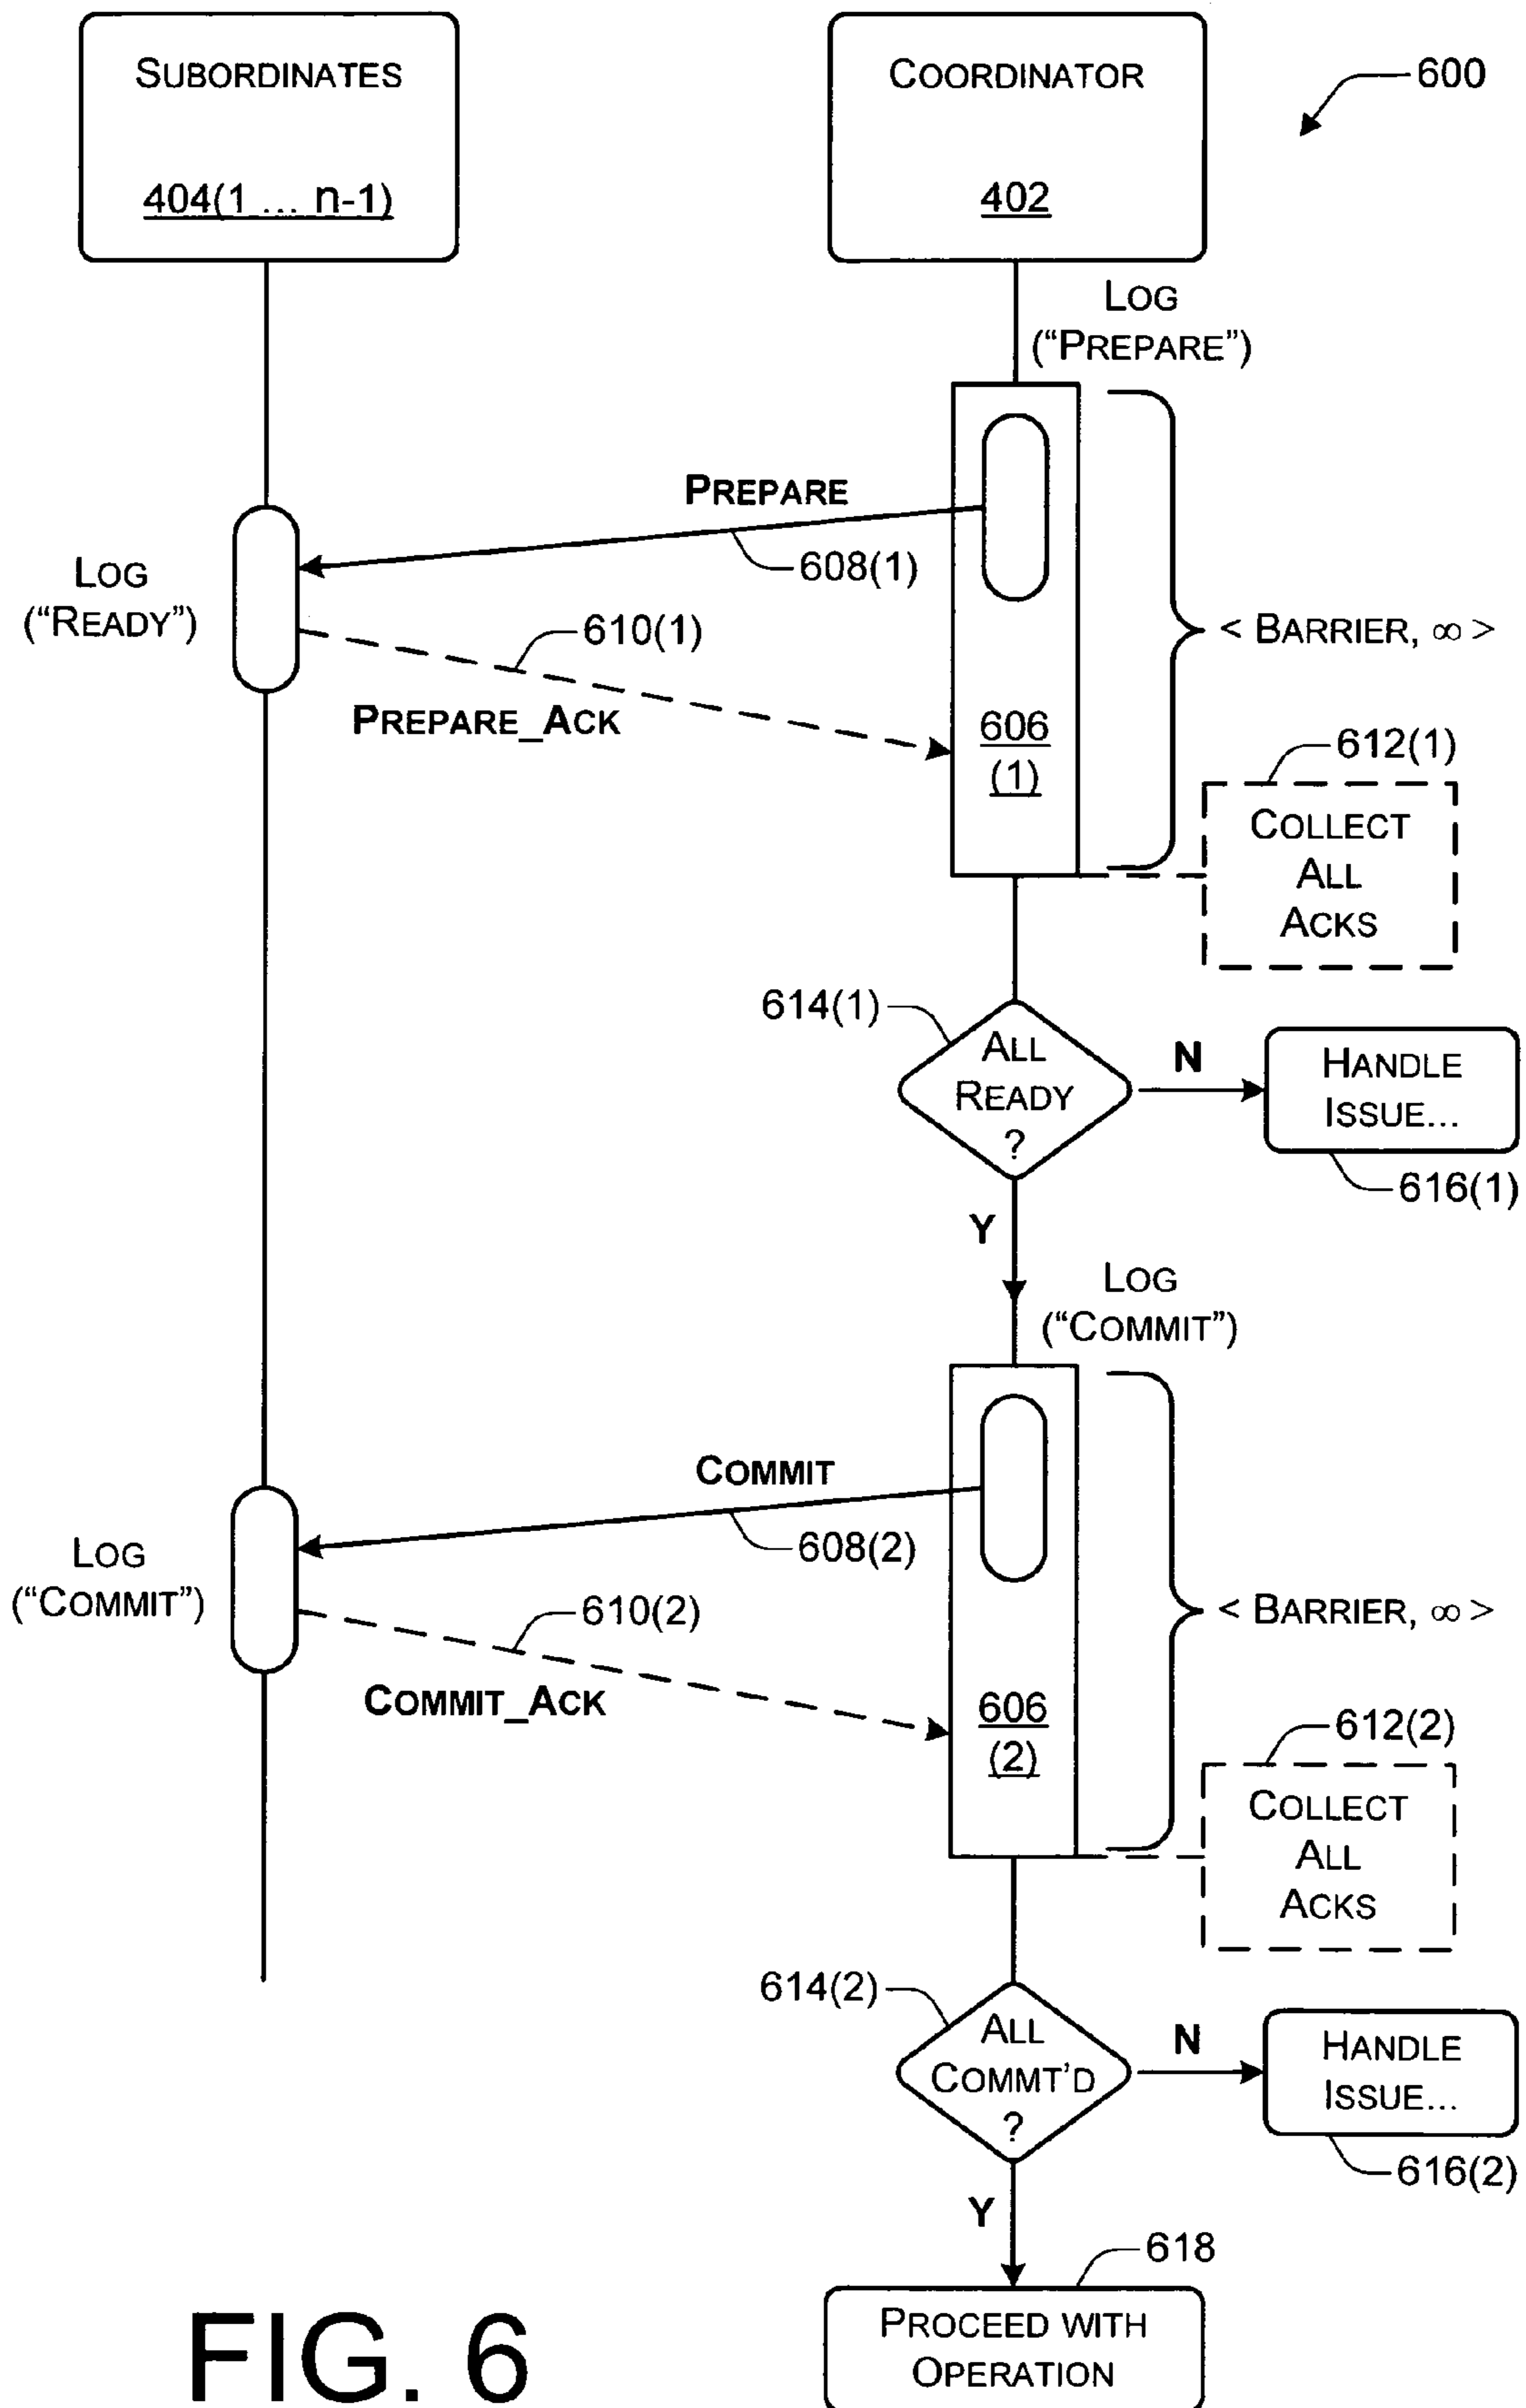 SUBORDINATES
404(1 ... n-1)
COORDINATOR
402
600
LOG
("PREPARE")
PREPARE
608(1)
LOG
("READY")
610(1)
PREPARE_ACK
< BARRIER, ∞ >
606
(1)
612(1)
COLLECT
ALL
ACKS
614(1)
ALL
READY
?
N
HANDLE
ISSUE...
616(1)
Y
LOG
("COMMIT")
COMMIT
608(2)
LOG
("COMMIT")
610(2)
COMMIT_ACK
< BARRIER, ∞ >
606
(2)
612(2)
COLLECT
ALL
ACKS
614(2)
ALL
COMMT'D
?
N
HANDLE
ISSUE...
616(2)
Y
618
PROCEED WITH
OPERATION
FIG. 6